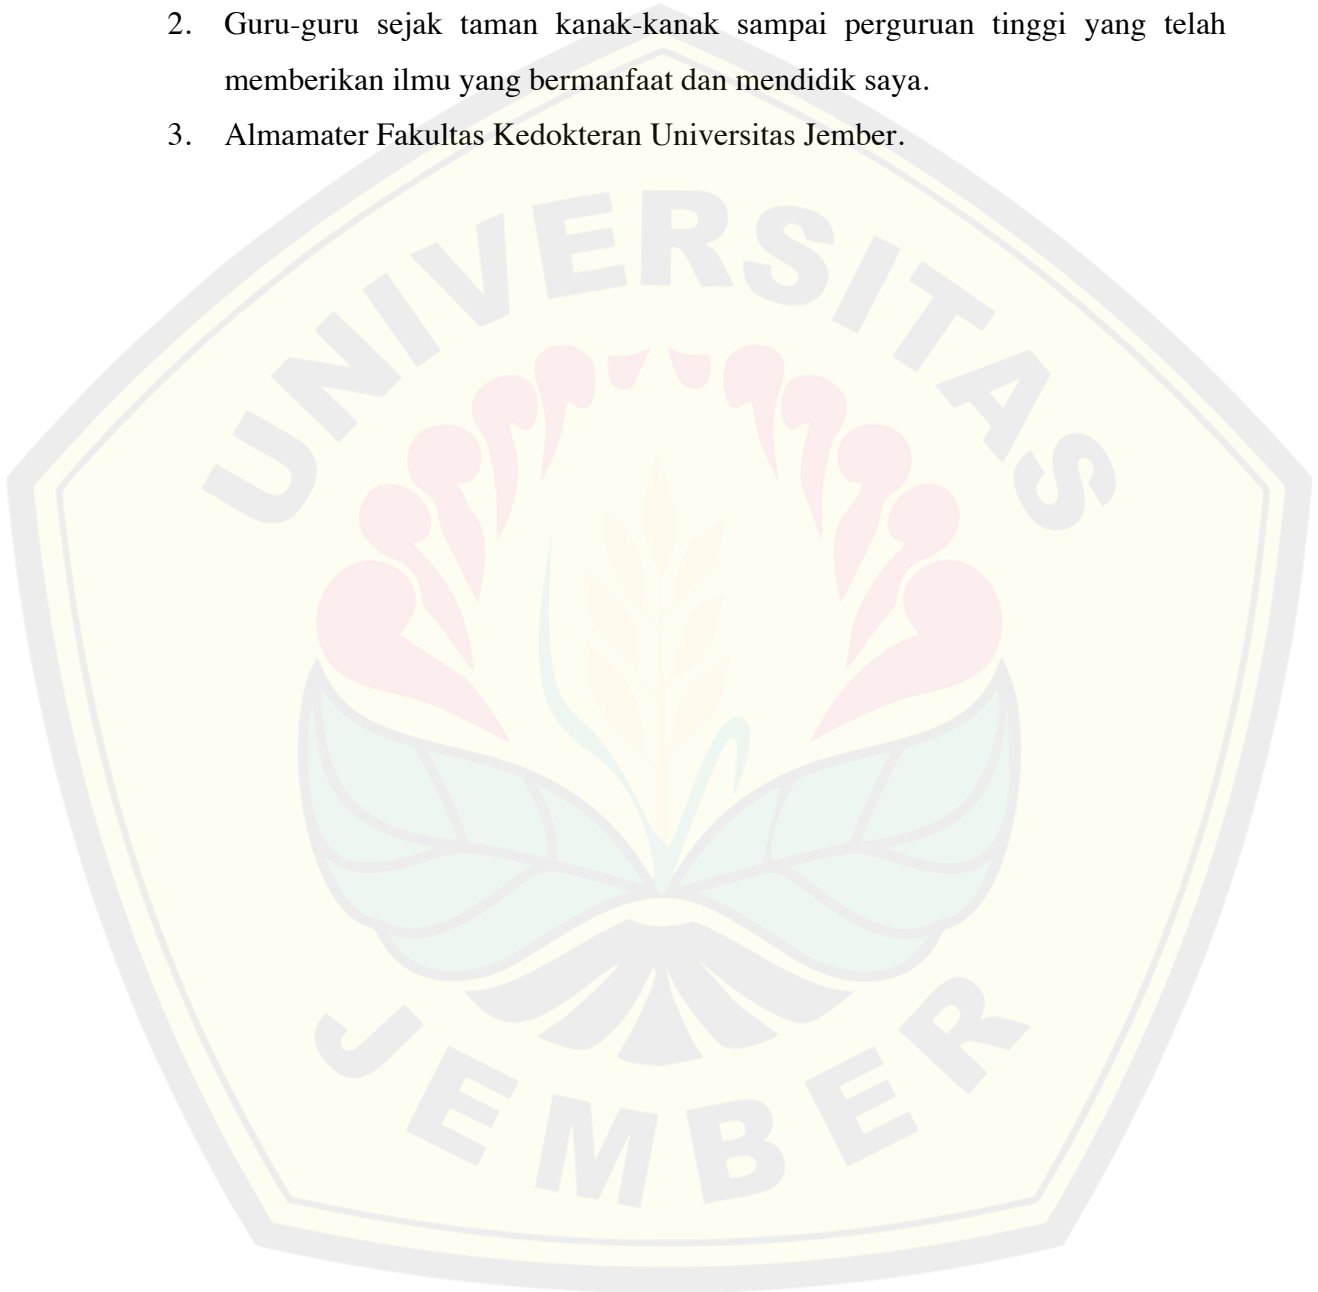 2. Guru-guru sejak taman kanak-kanak sampai perguruan tinggi yang telah
memberikan ilmu yang bermanfaat dan mendidik saya.
3. Almamater Fakultas Kedokteran Universitas Jember.
UNIVERSITAS
JEMBER